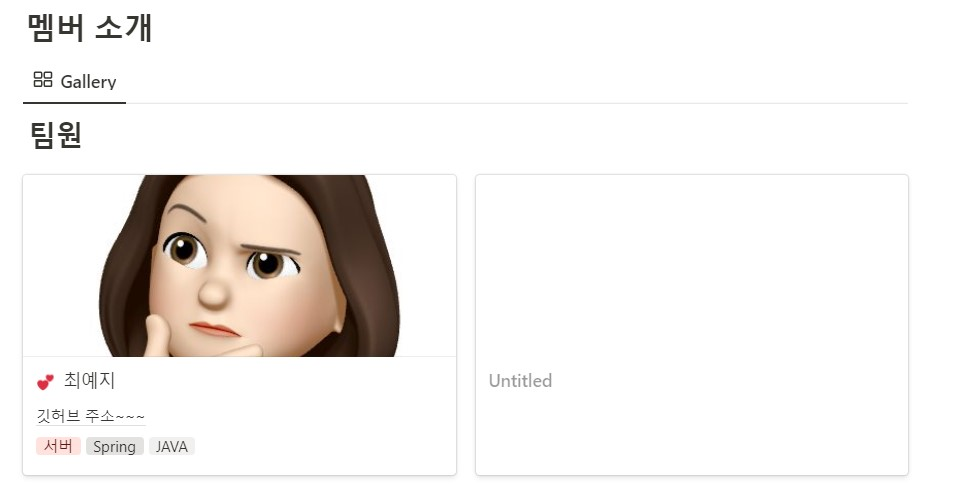 멤버 소개
Gallery
팀원
💕 최예지
Untitled
깃허브 주소~~~
서버 Spring JAVA